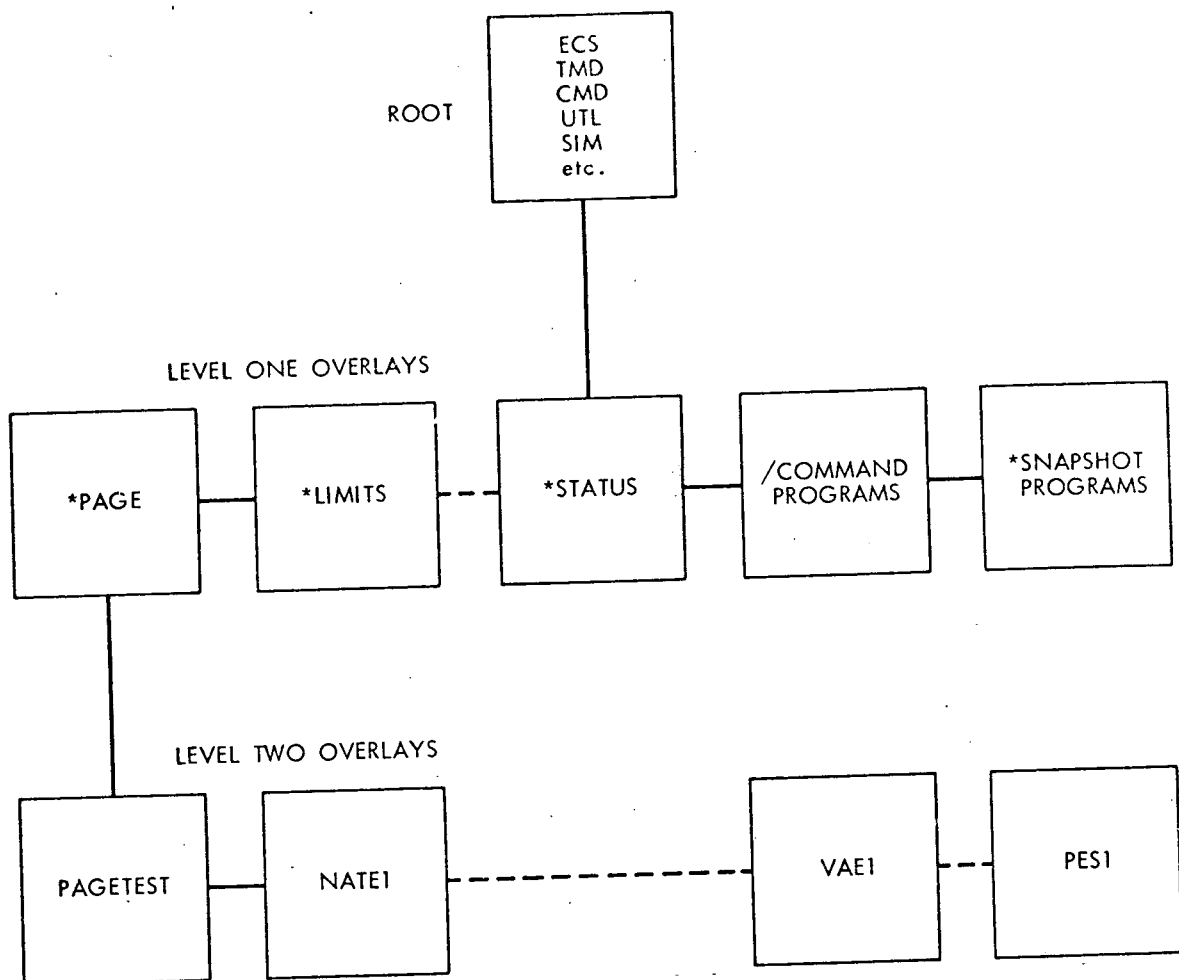 ECS
TMD
CMD
UTL
SIM
etc.
ROOT
LEVEL ONE OVERLAYS
*PAGE
*LIMITS
*STATUS
/COMMAND
PROGRAMS
*SNAPSHOT
PROGRAMS
LEVEL TWO OVERLAYS
PAGETEST
NATE1
VAE1
PES1